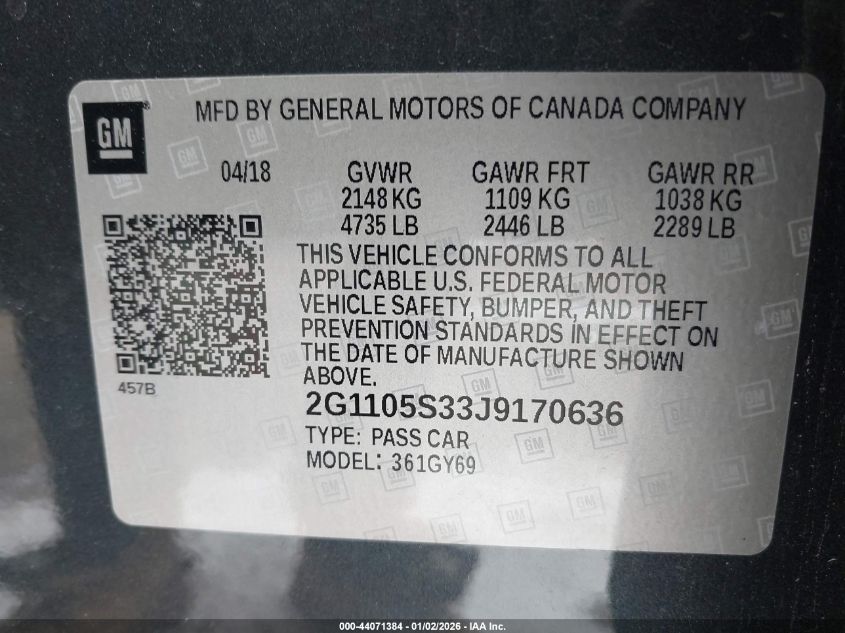 MFD BY GENERAL MOTORS OF CANADA COMPANY
GM
04/18 GVWR GAWR FRT GAWR RR
2148 KG 1109 KG 1038 KG
4735 LB 2446 LB 2289 LB
THIS VEHICLE CONFORMS TO ALL
APPLICABLE U.S. FEDERAL MOTOR
VEHICLE SAFETY, BUMPER, AND THEFT
PREVENTION STANDARDS IN EFFECT ON
THE DATE OF MANUFACTURE SHOWN
ABOVE.
457B
2G1105S33J9170636
TYPE: PASS CAR
MODEL: 361GY69
2-00-44071384 - 01/02/2026 - IAA Inc.